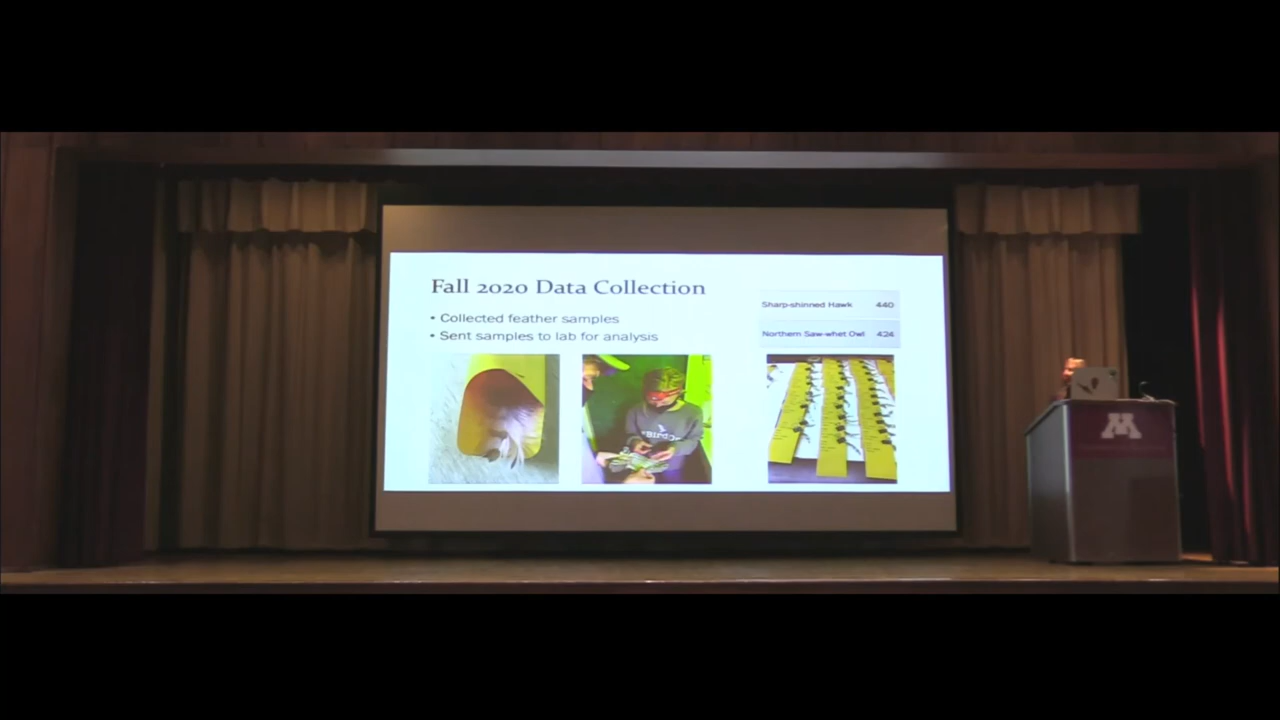 Fall 2020 Data Collection
• Collected feather samples
• Sent samples to lab for analysis
Sharp-shinned Hawk 440
Northern Saw-whet Owl 424
M